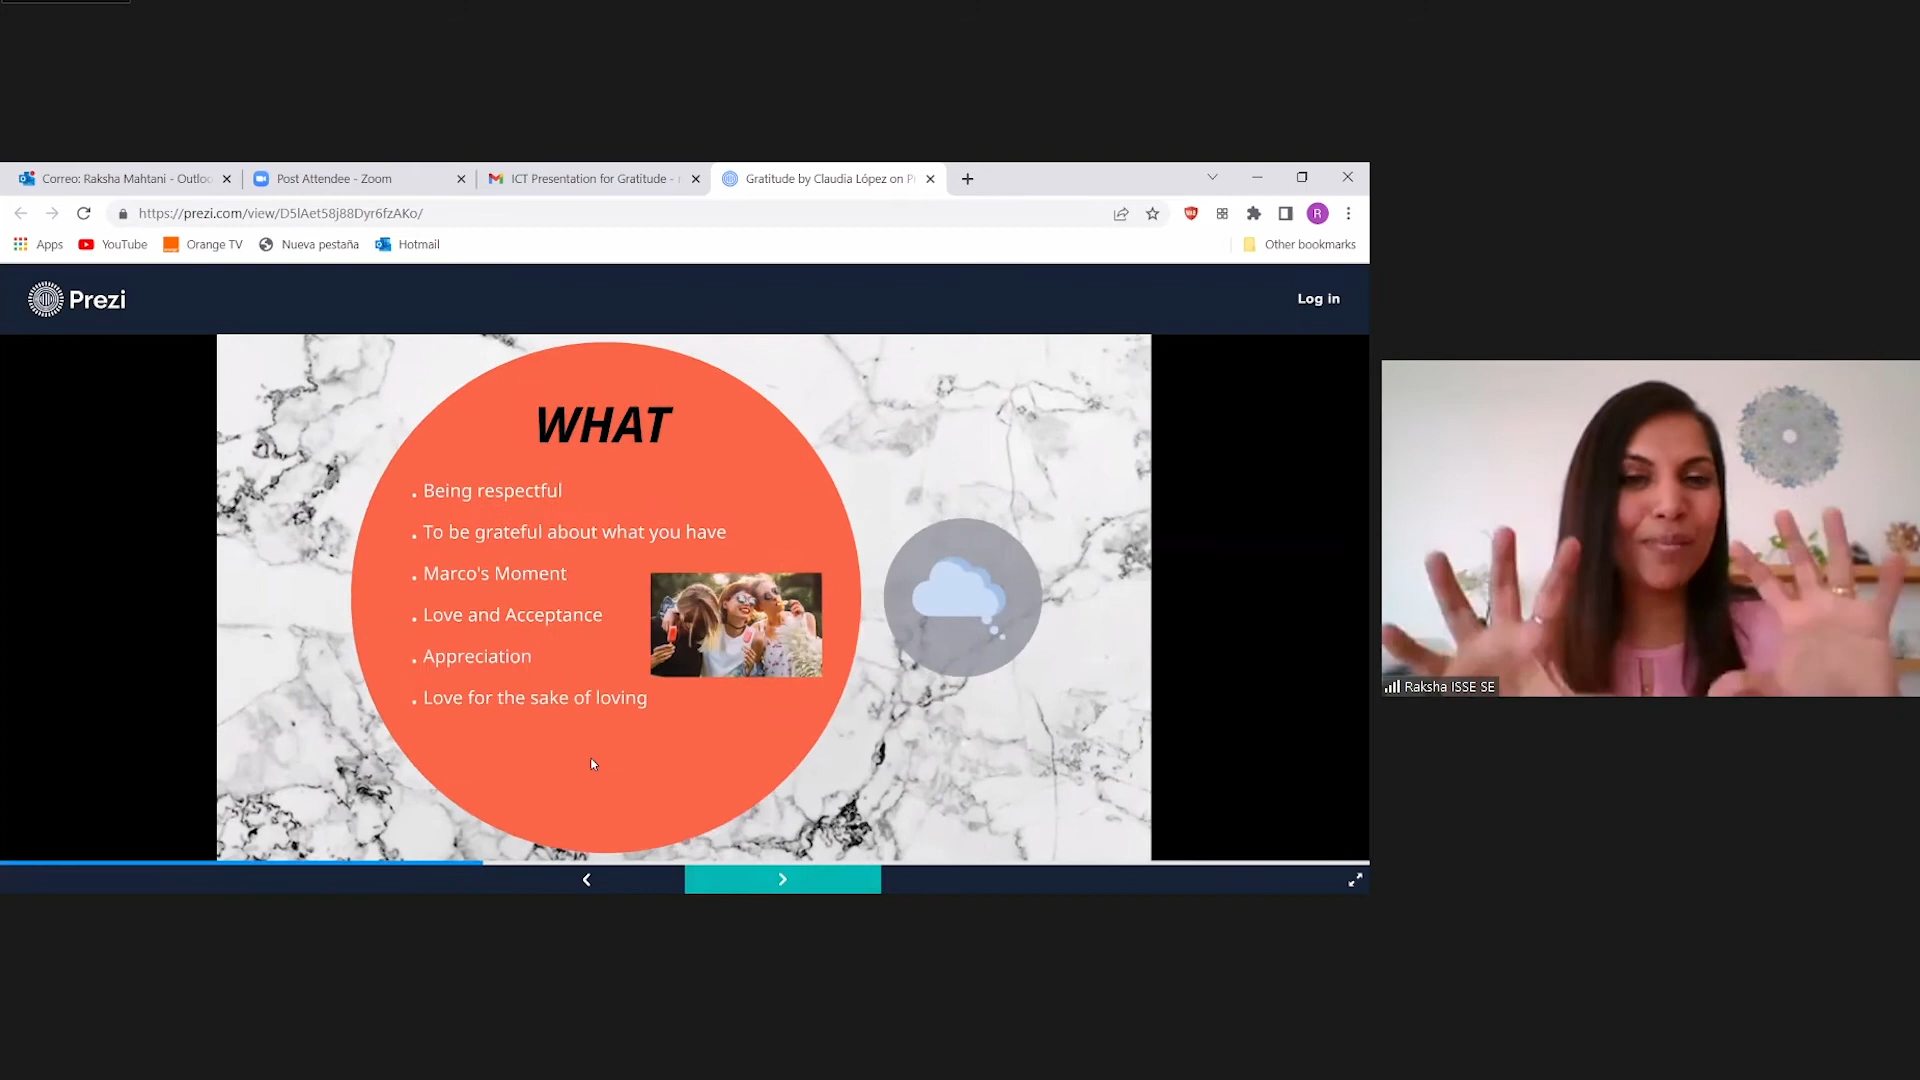 Correo: Raksha Mahtani - Outloo
Post Attendee - Zoom
ICT Presentation for Gratitude -
Gratitude by Claudia López on P
https://prezi.com/view/D5lAet58j88Dyr6fzAKo/
R
Apps
YouTube
Orange TV
Nueva pestaña
Hotmail
Other bookmarks
Prezi
Log in
WHAT
. Being respectful
. To be grateful about what you have
. Marco's Moment
. Love and Acceptance
. Appreciation
. Love for the sake of loving
Raksha ISSE SE